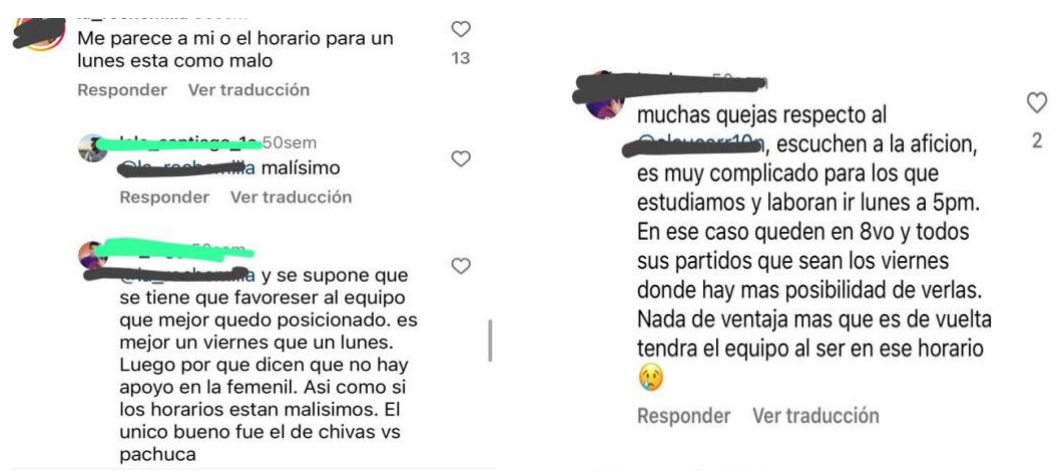 Me parece a mi o el horario para un
lunes esta como malo
13
Responder Ver traducción
50sem
malísimo
Responder Ver traducción
y se supone que
se tiene que favoreser al equipo
que mejor quedo posicionado. es
mejor un viernes que un lunes.
Luego por que dicen que no hay
apoyo en la femenil. Asi como si
los horarios estan malisimos. El
unico bueno fue el de chivas vs
pachuca
muchas quejas respecto al
, escuchen a la aficion,
es muy complicado para los que
estudiamos y laboran ir lunes a 5pm.
En ese caso queden en 8vo y todos
sus partidos que sean los viernes
donde hay mas posibilidad de verlas.
Nada de ventaja mas que es de vuelta
tendra el equipo al ser en ese horario
😢
2
Responder Ver traducción